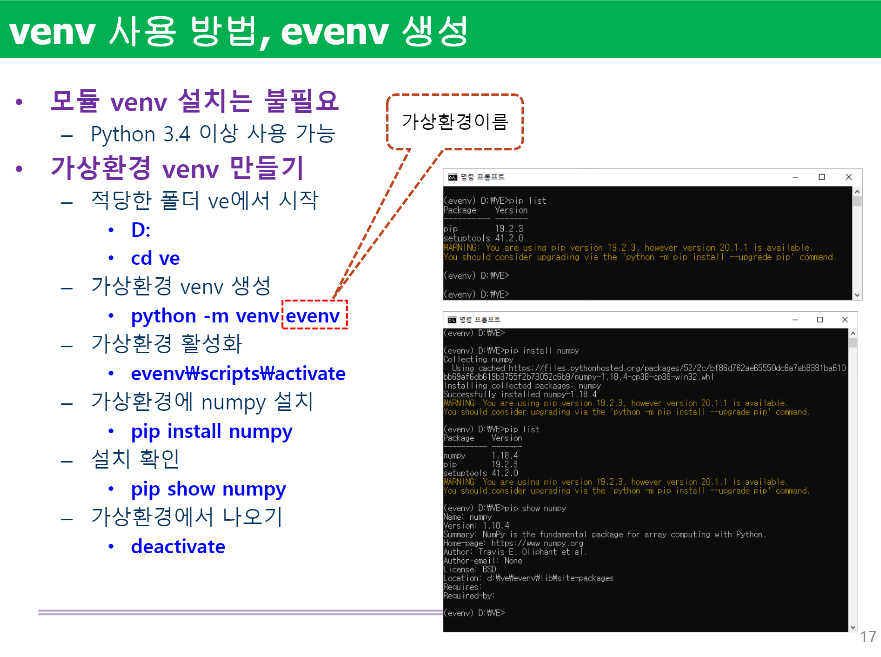 venv 사용 방법, evenv 생성
• 모듈 venv 설치는 불필요
– Python 3.4 이상 사용 가능
• 가상환경 venv 만들기
– 적당한 폴더 ve에서 시작
• D:
• cd ve
– 가상환경 venv 생성
• python -m venv evenv
– 가상환경 활성화
• evenv₩scripts₩activate
– 가상환경에 numpy 설치
• pip install numpy
– 설치 확인
• pip show numpy
– 가상환경에서 나오기
• deactivate
가상환경이름
명령 프롬프트
(evenv) D:₩VE>pip list
Package Version
---------- -------
pip 19.2.3
setuptools 41.2.0
WARNING: You are using pip version 19.2.3, however version 20.1.1 is available.
You should consider upgrading via the 'python -m pip install --upgrade pip' command.
(evenv) D:₩VE>
(evenv) D:₩VE>
명령 프롬프트
(evenv) D:₩VE>
(evenv) D:₩VE>pip install numpy
Collecting numpy
Using cached https://files.pythonhosted.org/packages/52/2c/
numpy-1.18.4-cp38-cp38-win32.whl
Installing collected packages: numpy
Successfully installed numpy-1.18.4
WARNING: You are using pip version 19.2.3, however version 20.1.1 is available.
You should consider upgrading via the 'python -m pip install --upgrade pip' command.
(evenv) D:₩VE>pip list
Package Version
---------- -------
numpy 1.18.4
pip 19.2.3
setuptools 41.2.0
WARNING: You are using pip version 19.2.3, however version 20.1.1 is available.
You should consider upgrading via the 'python -m pip install --upgrade pip' command.
(evenv) D:₩VE>pip show numpy
Name: numpy
Version: 1.18.4
Summary: NumPy is the fundamental package for array computing with Python.
Home-page: https://www.numpy.org
Author: Travis E. Oliphant et al.
Author-email: None
License: BSD
Location: d:₩ve₩evenv₩lib₩site-packages
Requires:
Required-by:
(evenv) D:₩VE>
17